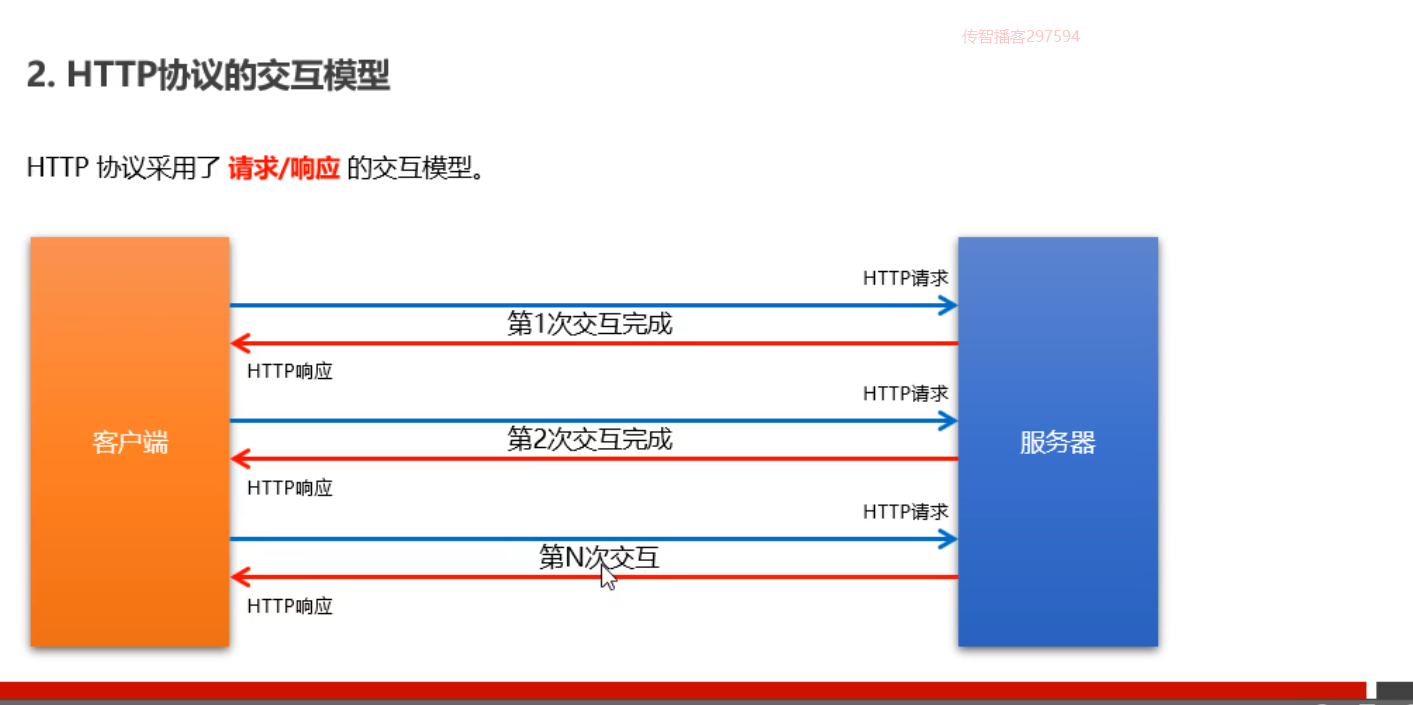 传智播客297594
2. HTTP协议的交互模型
HTTP 协议采用了 请求/响应 的交互模型。
HTTP请求
第1次交互完成
HTTP响应
HTTP请求
客户端
第2次交互完成
服务器
HTTP响应
HTTP请求
第N次交互
HTTP响应